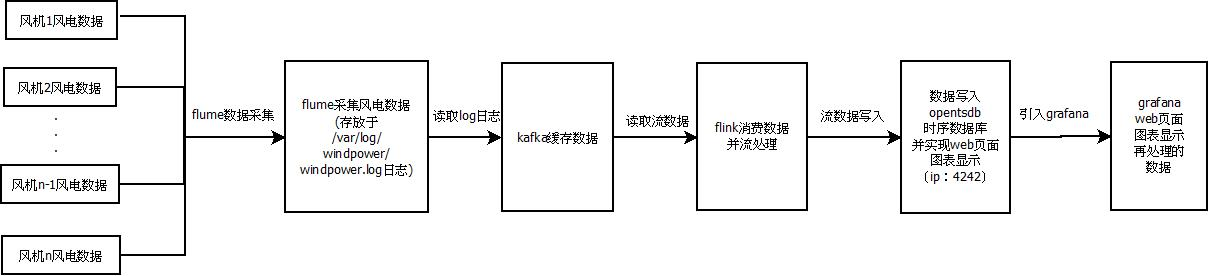 风机1风电数据
风机2风电数据
.
.
.
风机n-1风电数据
风机n风电数据
flume数据采集
flume采集风电数据
(存放于
/var/log/
windpower/
windpower.log日志)
读取log日志
kafka缓存数据
读取流数据
flink消费数据
并流处理
流数据写入
数据写入
opentsdb
时序数据库
并实现web页面
图表显示
（ip：4242）
引入grafana
grafana
web页面
图表显示
再处理的
数据